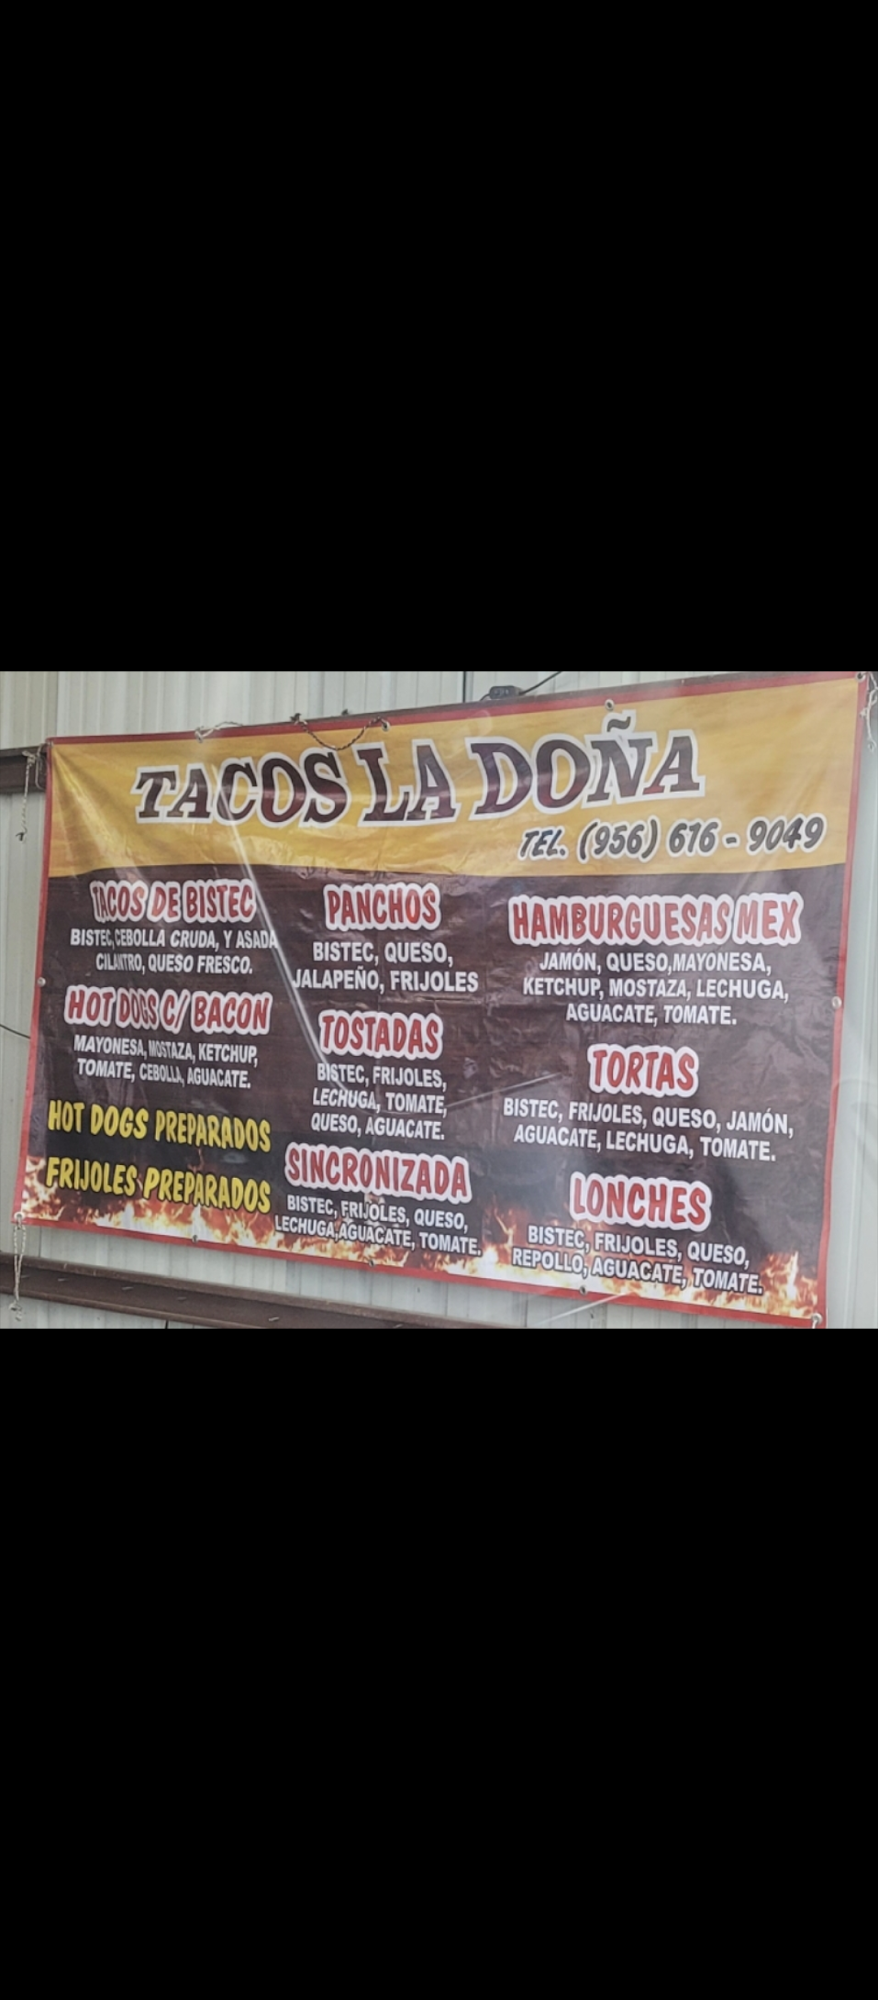 TACOS LA DOÑA
TEL. (956) 616 - 9049
TACOS DE BISTEC
BISTEC, CEBOLLA CRUDA, Y ASADA
CILANTRO, QUESO FRESCO.
HOT DOGS C/ BACON
MAYONESA, MOSTAZA, KETCHUP,
TOMATE, CEBOLLA, AGUACATE.
HOT DOGS PREPARADOS
FRIJOLES PREPARADOS
PANCHOS
BISTEC, QUESO,
JALAPEÑO, FRIJOLES
TOSTADAS
BISTEC, FRIJOLES,
LECHUGA, TOMATE,
QUESO, AGUACATE.
SINCRONIZADA
BISTEC, FRIJOLES, QUESO,
LECHUGA,AGUACATE, TOMATE.
HAMBURGUESAS MEX
JAMÓN, QUESO,MAYONESA,
KETCHUP, MOSTAZA, LECHUGA,
AGUACATE, TOMATE.
TORTAS
BISTEC, FRIJOLES, QUESO, JAMÓN,
AGUACATE, LECHUGA, TOMATE.
LONCHES
BISTEC, FRIJOLES, QUESO,
REPOLLO, AGUACATE, TOMATE.